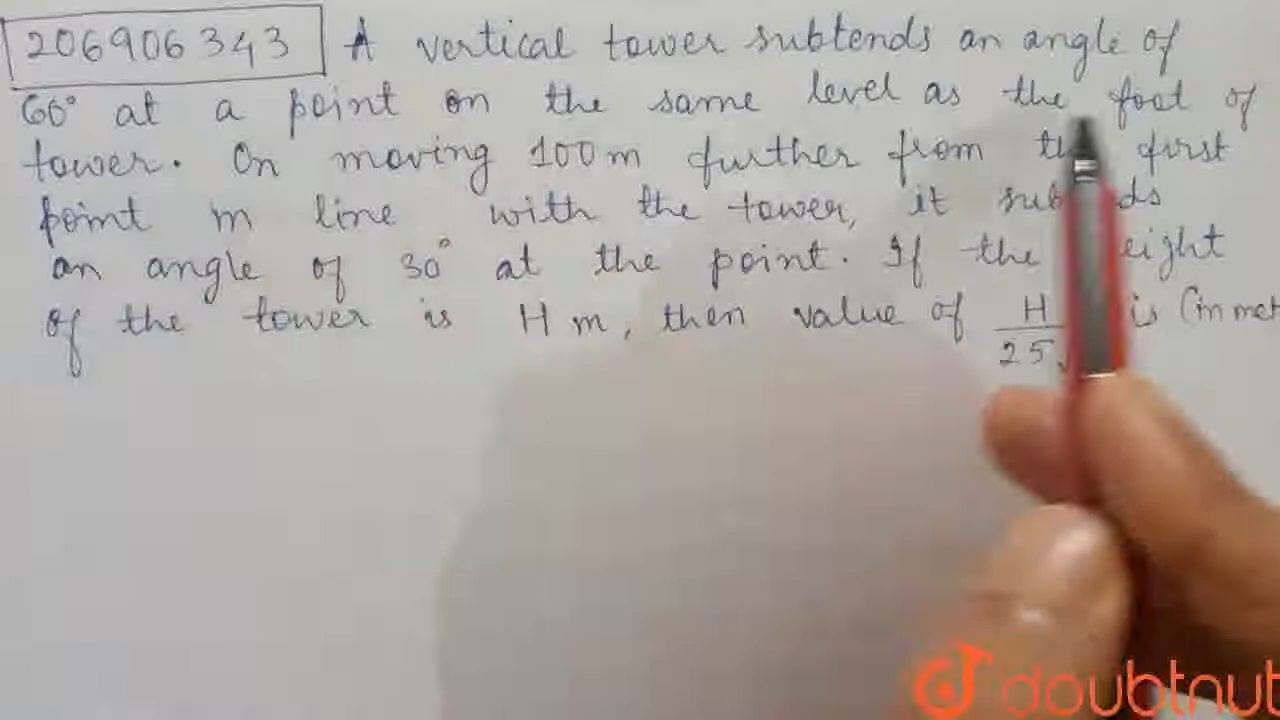 206906343 A vertical tower subtends an angle of
60° at a point on the same level as the foot of
tower. On moving 100m further from the first
point in line with the tower, it
an angle of 30° at the point. If the
of the tower is H m, then value of H/25 is (in met
doubtnut